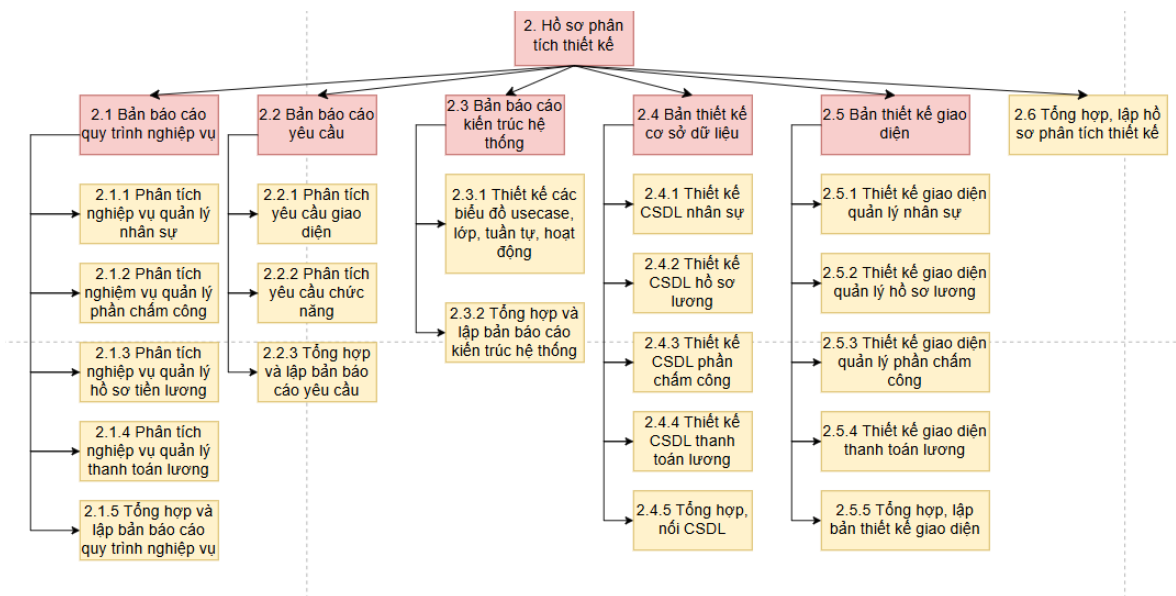 2. Hồ sơ phân
tích thiết kế
2.1 Bản báo cáo
quy trình nghiệp vụ
2.2 Bản báo cáo
yêu cầu
2.3 Bản báo cáo
kiến trúc hệ
thống
2.4 Bản thiết kế
cơ sở dữ liệu
2.5 Bản thiết kế giao
diện
2.6 Tổng hợp, lập hồ
sơ phân tích thiết kế
2.1.1 Phân tích
nghiệp vụ quản lý
nhân sự
2.1.2 Phân tích
nghiệm vụ quản lý
phần chấm công
2.1.3 Phân tích
nghiệp vụ quản lý
hồ sơ tiền lương
2.1.4 Phân tích
nghiệp vụ quản lý
thanh toán lương
2.1.5 Tổng hợp và
lập bản báo cáo
quy trình nghiệp vụ
2.2.1 Phân tích
yêu cầu giao
diện
2.2.2 Phân tích
yêu cầu chức
năng
2.2.3 Tổng hợp
và lập bản báo
cáo yêu cầu
2.3.1 Thiết kế các
biểu đồ usecase,
lớp, tuần tự, hoạt
động
2.3.2 Tổng hợp và
lập bản báo cáo
kiến trúc hệ thống
2.4.1 Thiết kế
CSDL nhân sự
2.4.2 Thiết kế
CSDL hồ sơ
lương
2.4.3 Thiết kế
CSDL phần
chấm công
2.4.4 Thiết kế
CSDL thanh
toán lương
2.4.5 Tổng hợp,
nối CSDL
2.5.1 Thiết kế giao diện
quản lý nhân sự
2.5.2 Thiết kế giao diện
quản lý hồ sơ lương
2.5.3 Thiết kế giao diện
quản lý phần chấm
công
2.5.4 Thiết kế giao diện
thanh toán lương
2.5.5 Tổng hợp, lập
bản thiết kế giao diện